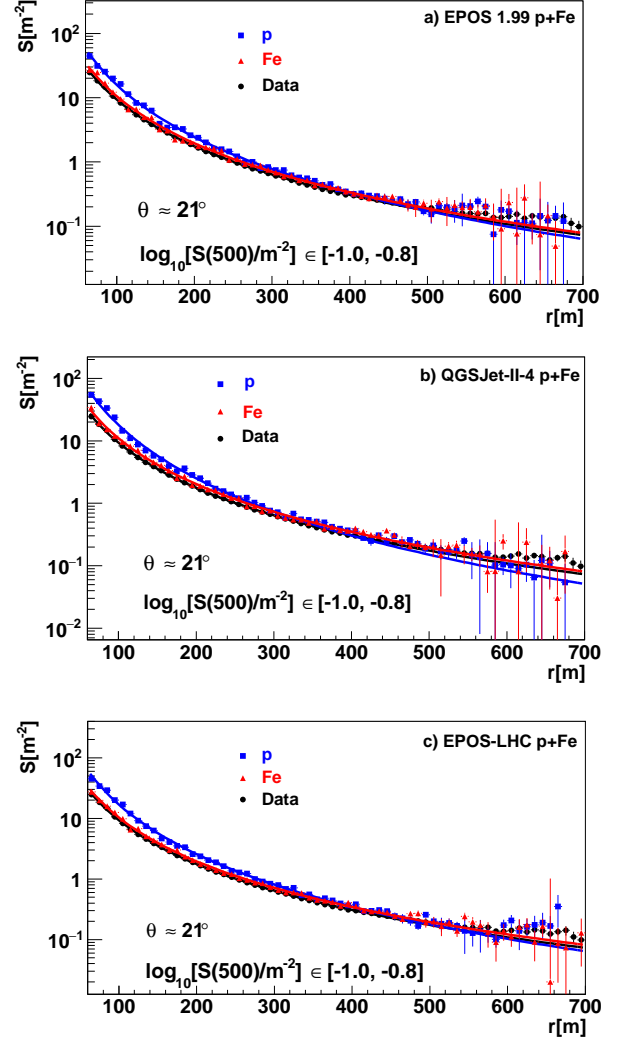 S[m⁻²]
a) EPOS 1.99 p+Fe
10²
p
Fe
10
Data
1
θ ≈ 21°
10⁻¹
log₁₀[S(500)/m⁻²] ∈ [-1.0, -0.8]
100 200 300 400 500 600 700
r[m]
S[m⁻²]
b) QGSJet-II-4 p+Fe
10²
p
Fe
10
Data
1
10⁻¹
θ ≈ 21°
log₁₀[S(500)/m⁻²] ∈ [-1.0, -0.8]
10⁻²
100 200 300 400 500 600 700
r[m]
S[m⁻²]
c) EPOS-LHC p+Fe
10²
p
Fe
10
Data
1
θ ≈ 21°
10⁻¹
log₁₀[S(500)/m⁻²] ∈ [-1.0, -0.8]
100 200 300 400 500 600 700
r[m]